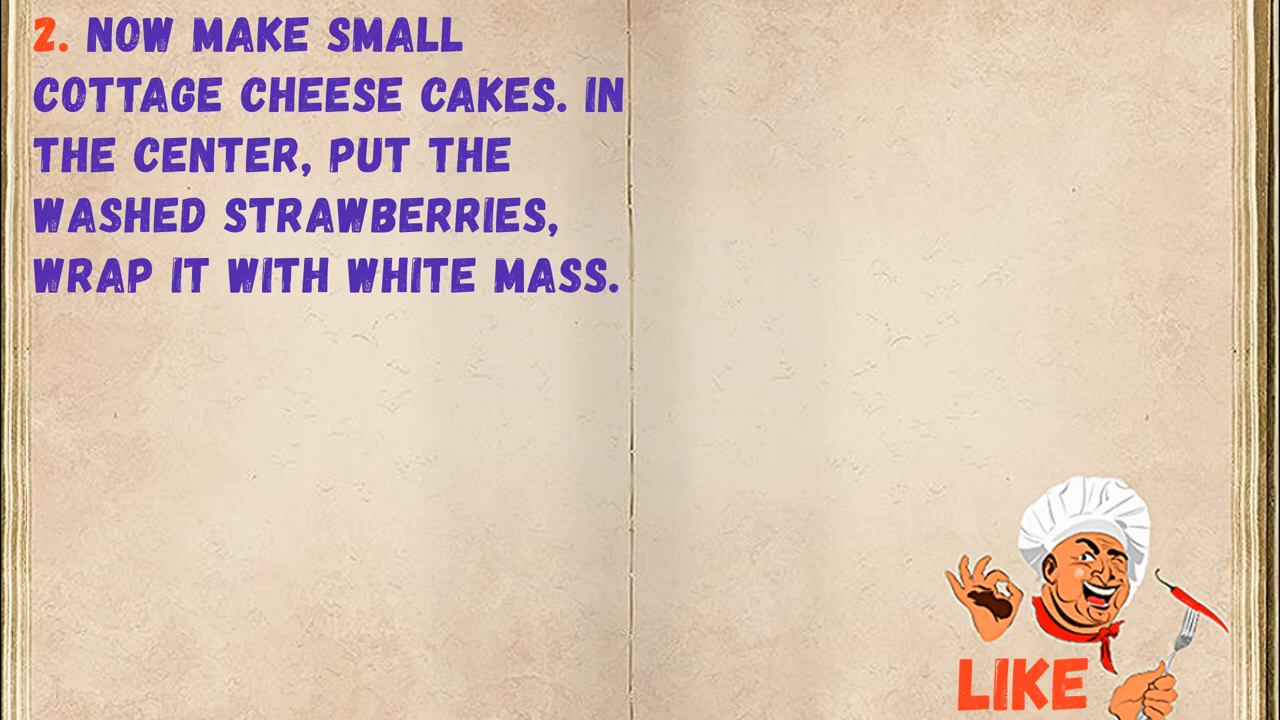 2. NOW MAKE SMALL
COTTAGE CHEESE CAKES. IN
THE CENTER, PUT THE
WASHED STRAWBERRIES,
WRAP IT WITH WHITE MASS.
LIKE